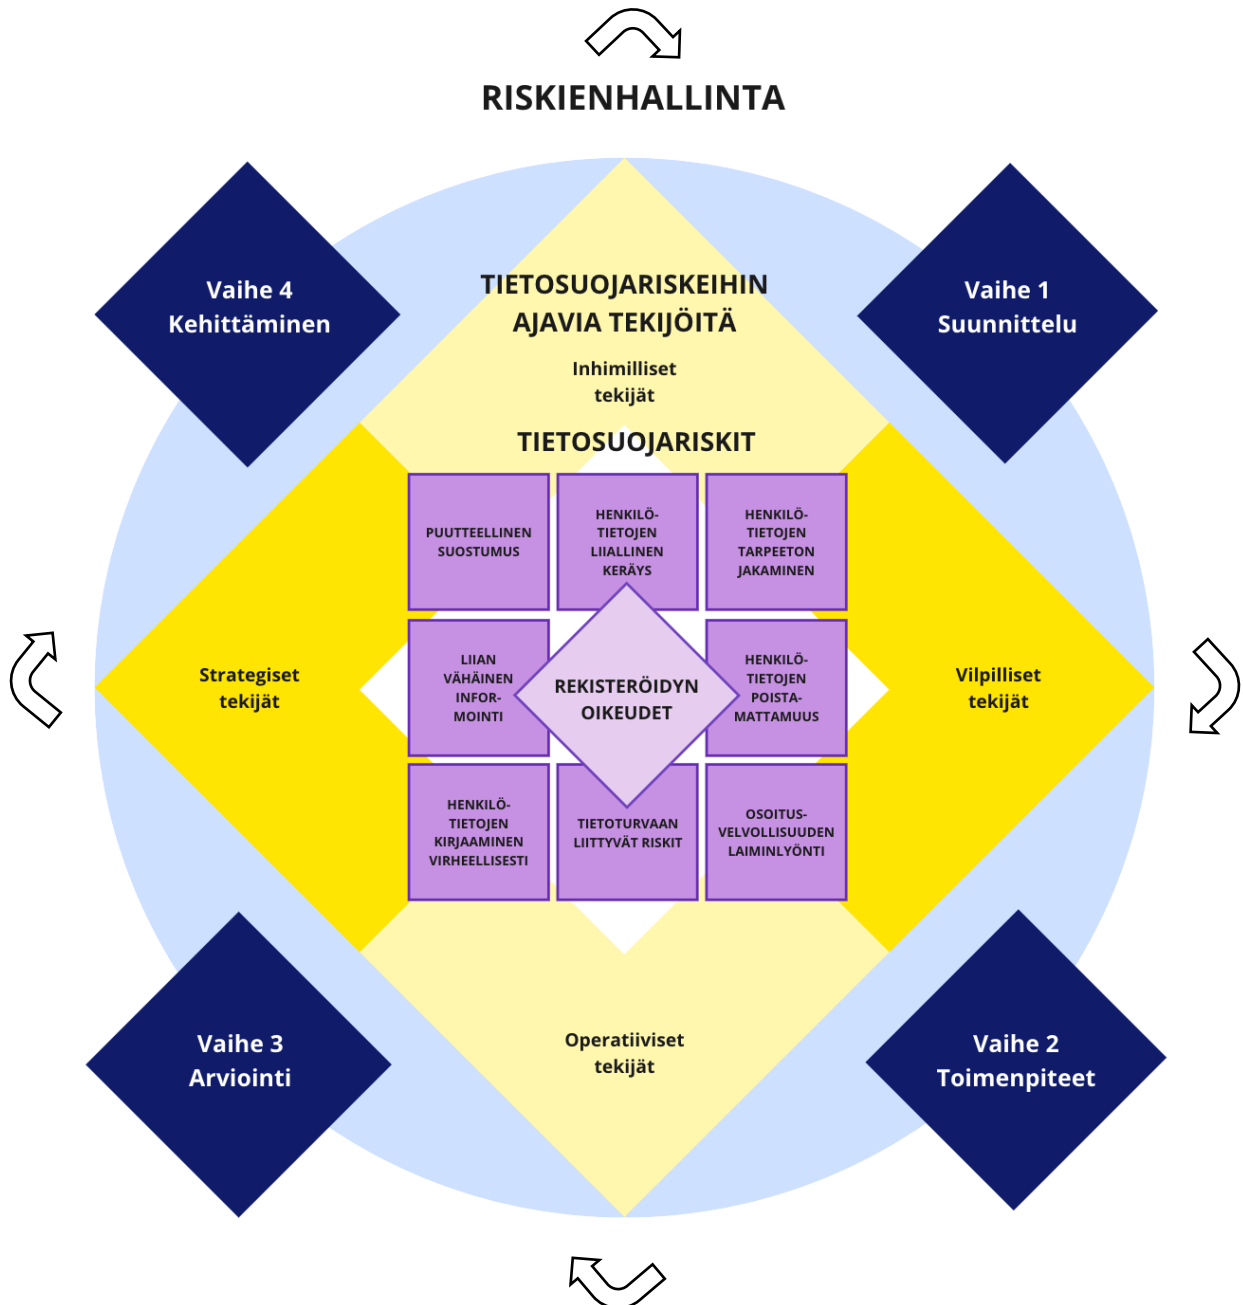 RISKIENHALLINTA
Vaihe 4
Kehittäminen
Vaihe 1
Suunnittelu
TIETOSUOJARISKEIHIN
AJAVIA TEKIJÖITÄ
Inhimilliset
tekijät
TIETOSUOJARISKIT
PUUTTEELLINEN
SUOSTUMUS
HENKILÖ-
TIETOJEN
LIIALLINEN
KERÄYS
HENKILÖ-
TIETOJEN
TARPEETON
JAKAMINEN
Strategiset
tekijät
LIIAN
VÄHÄINEN
INFOR-
MOINTI
REKISTERÖIDYN
OIKEUDET
HENKILÖ-
TIETOJEN
POISTA-
MATTAMUUS
Vilpilliset
tekijät
HENKILÖ-
TIETOJEN
KIRJAAMINEN
VIRHEELLISESTI
TIETOTURVAAN
LIITTYVÄT RISKIT
OSOITUS-
VELVOLLISUUDEN
LAIMINLYÖNTI
Operatiiviset
tekijät
Vaihe 3
Arviointi
Vaihe 2
Toimenpiteet